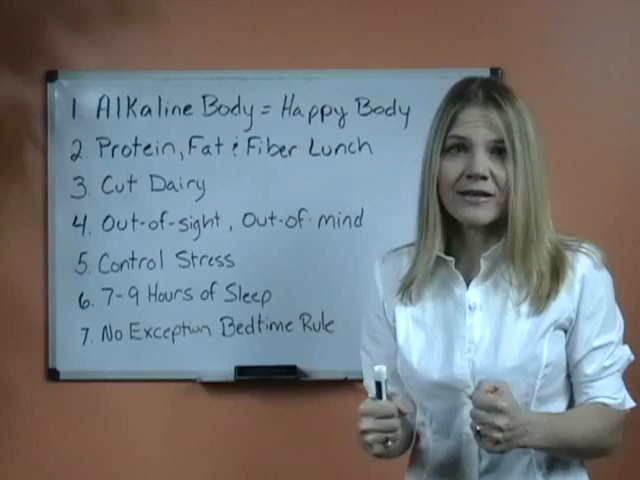 1 Alkaline Body = Happy Body
2. Protein, Fat & Fiber Lunch
3. Cut Dairy
4. Out-of-sight, Out-of-mind
5. Control Stress
6. 7-9 Hours of Sleep
7. No Exception Bedtime Rule